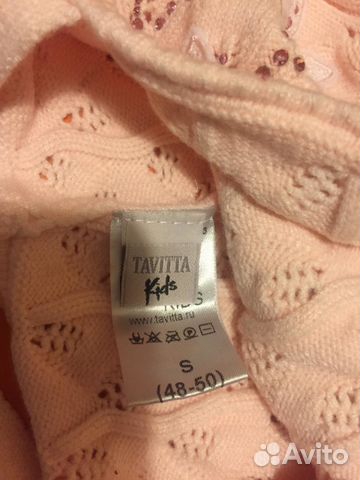 TAVITTA
Kids
www.tavitta.ru
S
(48-50)
Avito